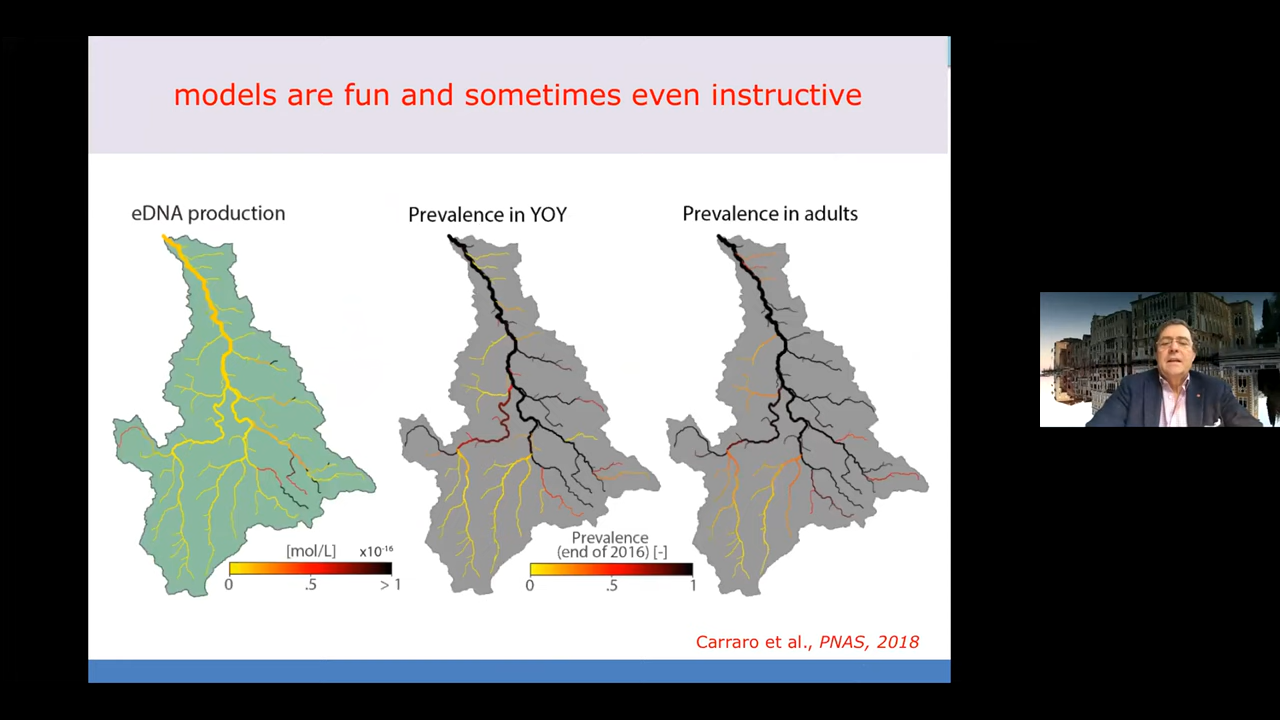 models are fun and sometimes even instructive
eDNA production
Prevalence in YOY
Prevalence in adults
[mol/L] x10⁻¹⁶
0 .5 > 1
Prevalence
(end of 2016) [-]
0 .5 1
Carraro et al., PNAS, 2018